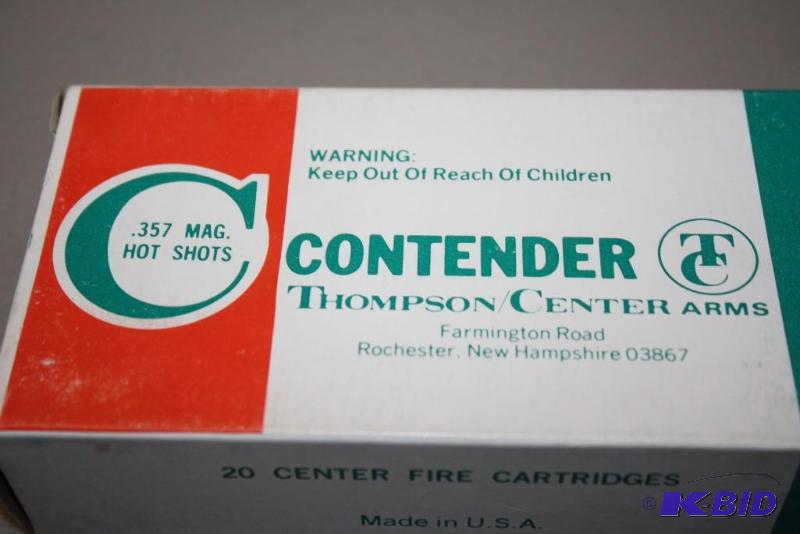 WARNING:
Keep Out Of Reach Of Children
C
.357 MAG.
HOT SHOTS
CONTENDER
TC
THOMPSON/CENTER ARMS
Farmington Road
Rochester, New Hampshire 03867
20 CENTER FIRE CARTRIDGES
Made in U.S.A.
© K-BID